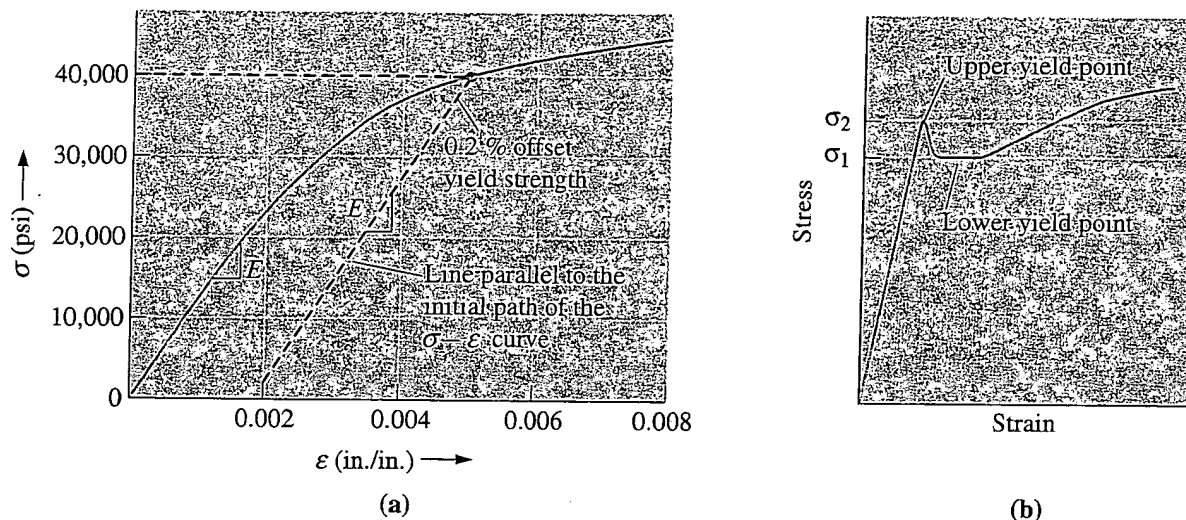 40,000
30,000
20,000
10,000
0
σ (psi)
0.2 % offset
yield strength
E
E
Line parallel to the
initial path of the
σ – ε curve
0.002
0.004
0.006
0.008
ε (in./in.)
(a)
Upper yield point
σ₂
σ₁
Lower yield point
Stress
Strain
(b)